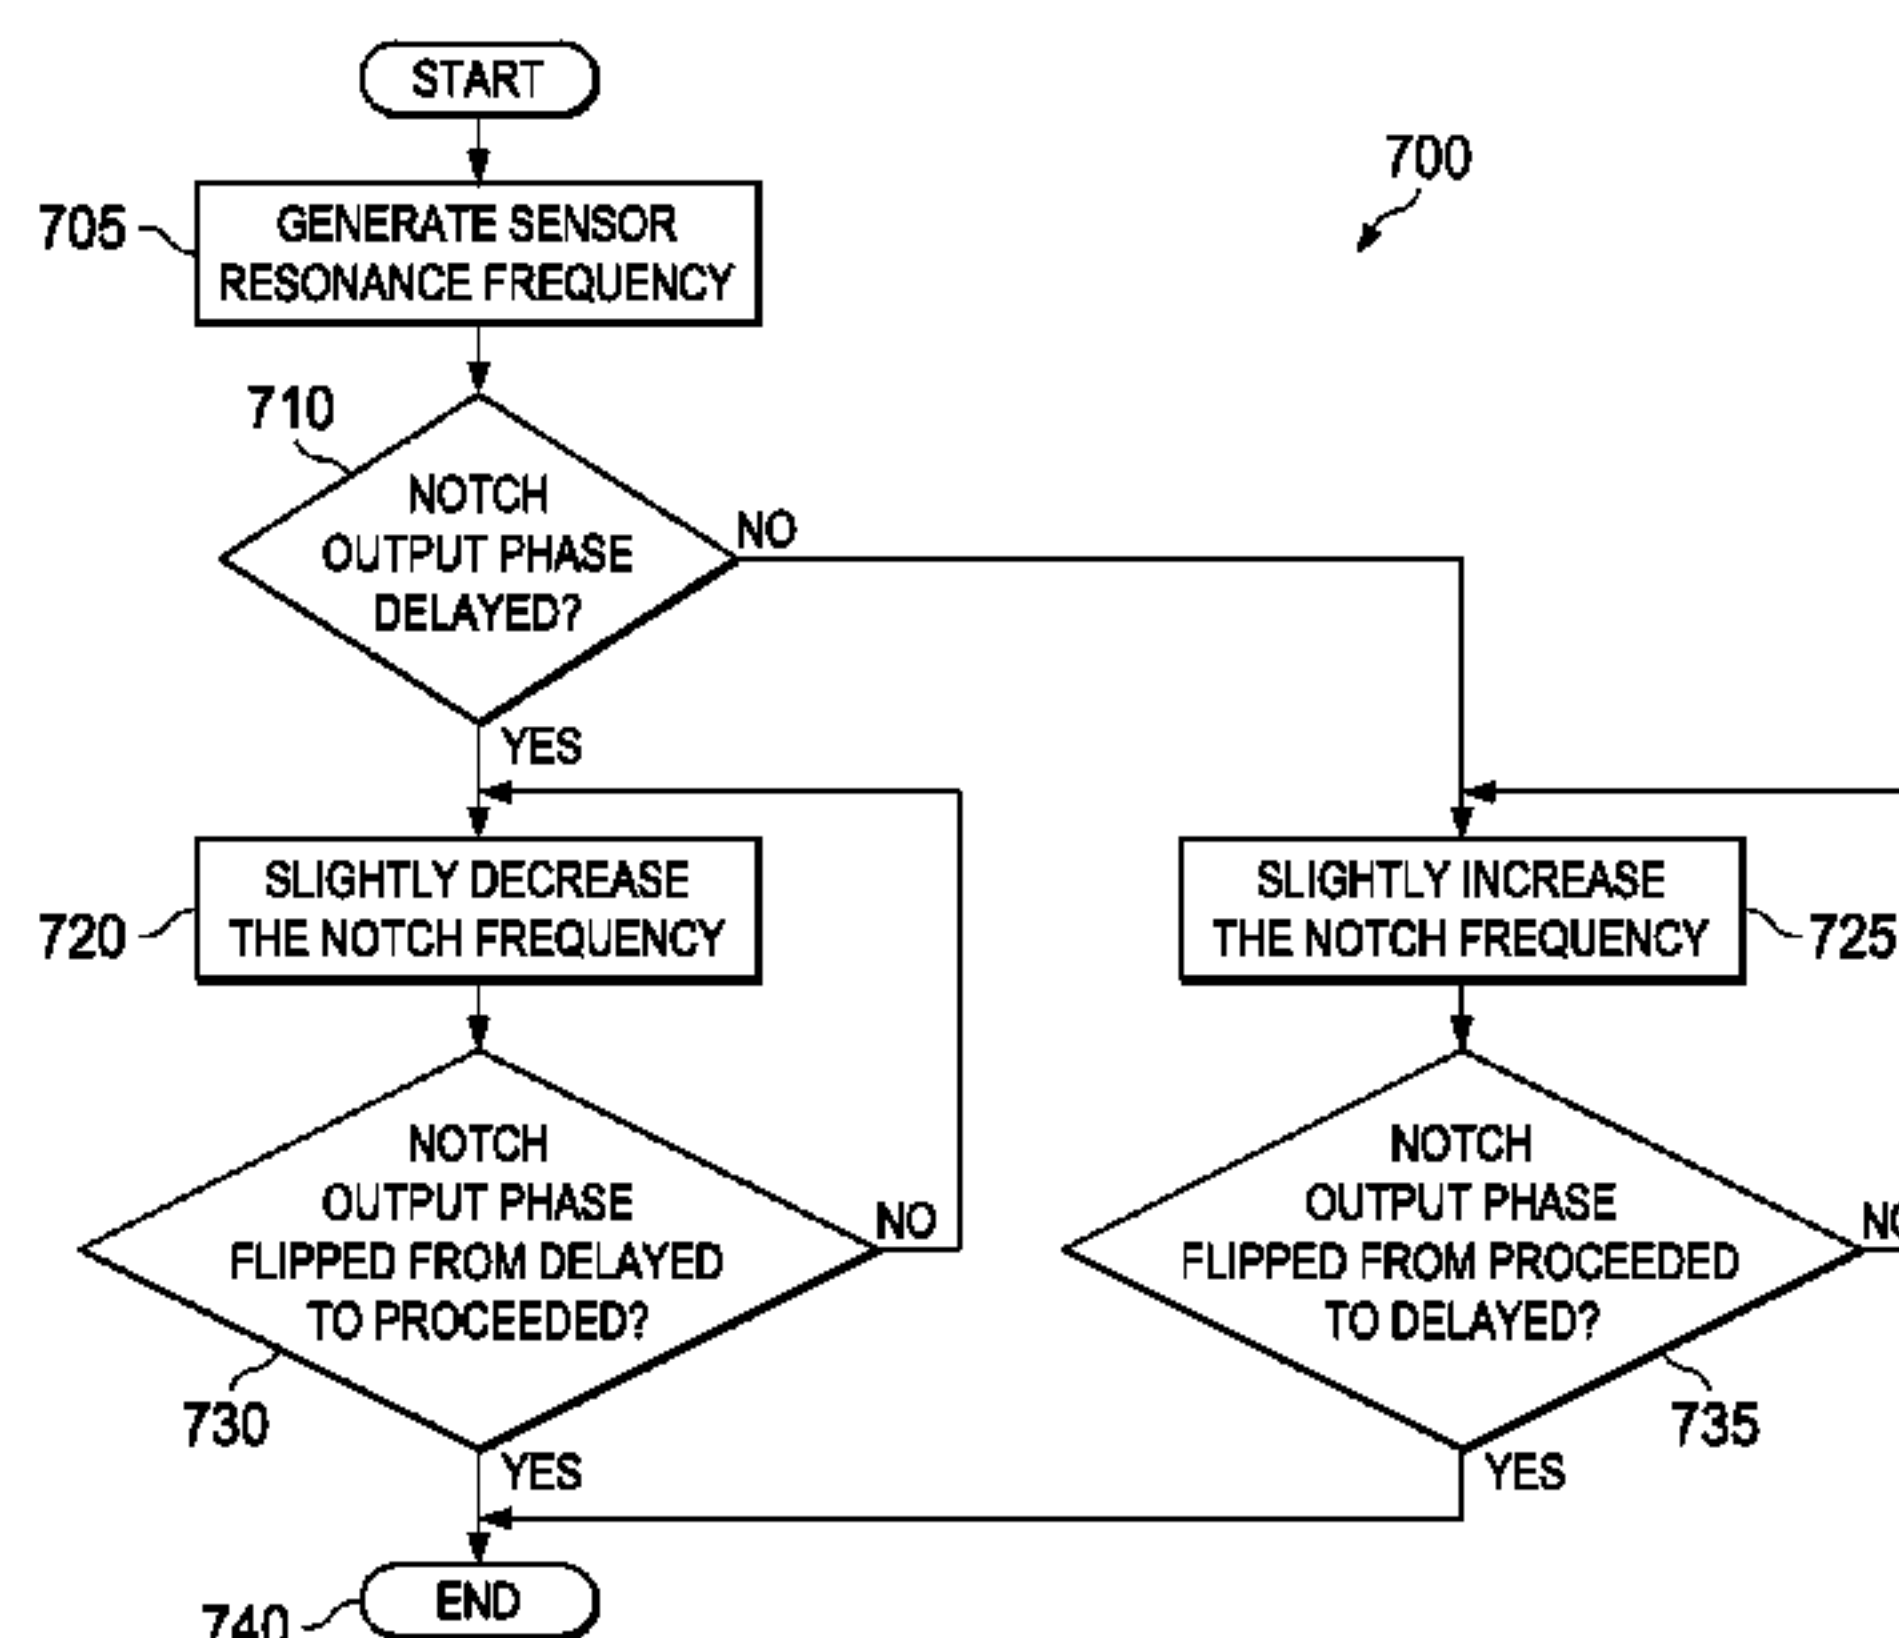 START
700
705
GENERATE SENSOR
RESONANCE FREQUENCY
710
NOTCH
OUTPUT PHASE
DELAYED?
NO
YES
720
SLIGHTLY DECREASE
THE NOTCH FREQUENCY
SLIGHTLY INCREASE
THE NOTCH FREQUENCY
725
NOTCH
OUTPUT PHASE
FLIPPED FROM DELAYED
TO PROCEEDED?
NO
730
YES
NOTCH
OUTPUT PHASE
FLIPPED FROM PROCEEDED
TO DELAYED?
735
YES
740
END